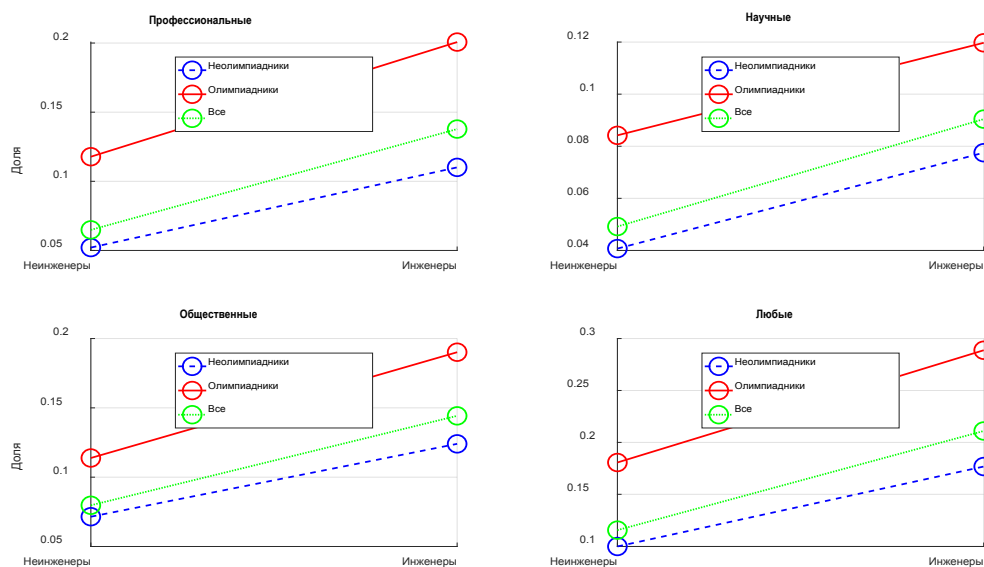 Профессиональные
0.2
0.15
0.1
0.05
Доля
Неолимпиадники
Олимпиадники
Все
Неинженеры
Инженеры
Научные
0.12
0.1
0.08
0.06
0.04
Неолимпиадники
Олимпиадники
Все
Неинженеры
Инженеры
Общественные
0.2
0.15
0.1
0.05
Доля
Неолимпиадники
Олимпиадники
Все
Неинженеры
Инженеры
Любые
0.3
0.25
0.2
0.15
0.1
Неолимпиадники
Олимпиадники
Все
Неинженеры
Инженеры